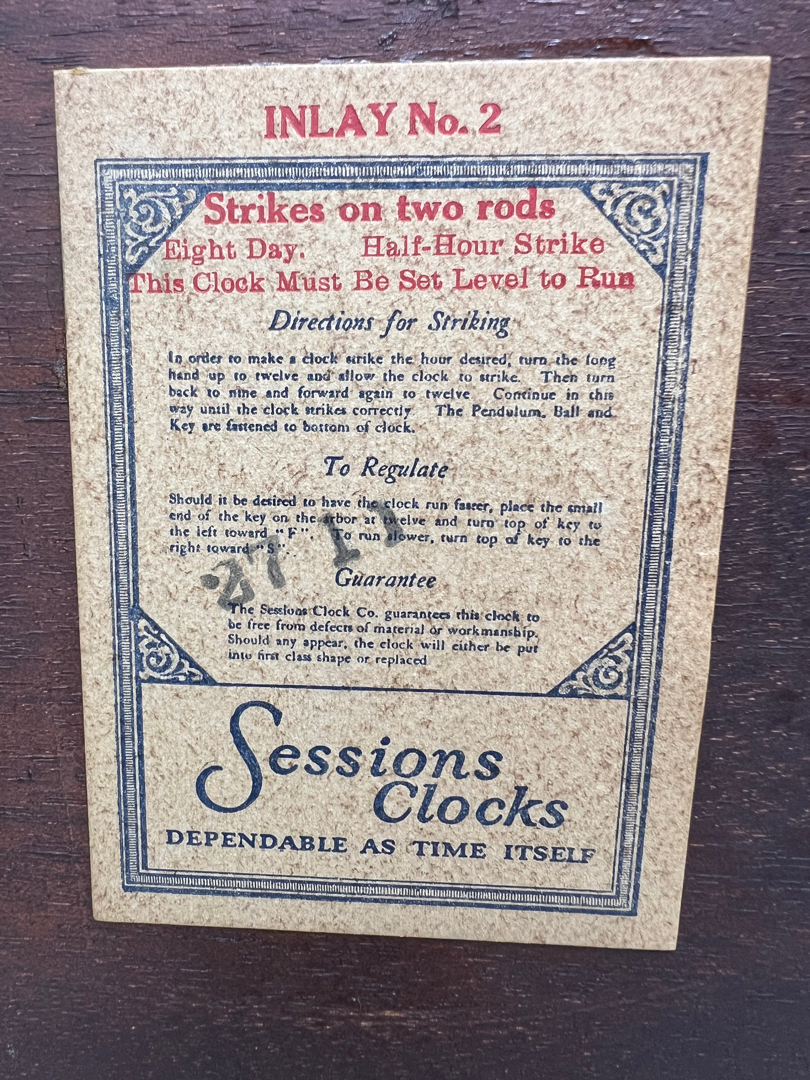 INLAY No. 2
Strikes on two rods
Eight Day. Half-Hour Strike
This Clock Must Be Set Level to Run
Directions for Striking
In order to make a clock strike the hour desired, turn the long
hand up to twelve and allow the clock to strike. Then turn
back to nine and forward again to twelve. Continue in this
way until the clock strikes correctly. The Pendulum, Ball and
Key are fastened to bottom of clock.
To Regulate
Should it be desired to have the clock run faster, place the small
end of the key on the arbor at twelve and turn top of key to
the left toward "F". To run slower, turn top of key to the
right toward "S".
Guarantee
The Sessions Clock Co. guarantees this clock to
be free from defects of material or workmanship.
Should any appear, the clock will either be put
into first class shape or replaced
Sessions
Clocks
DEPENDABLE AS TIME ITSELF